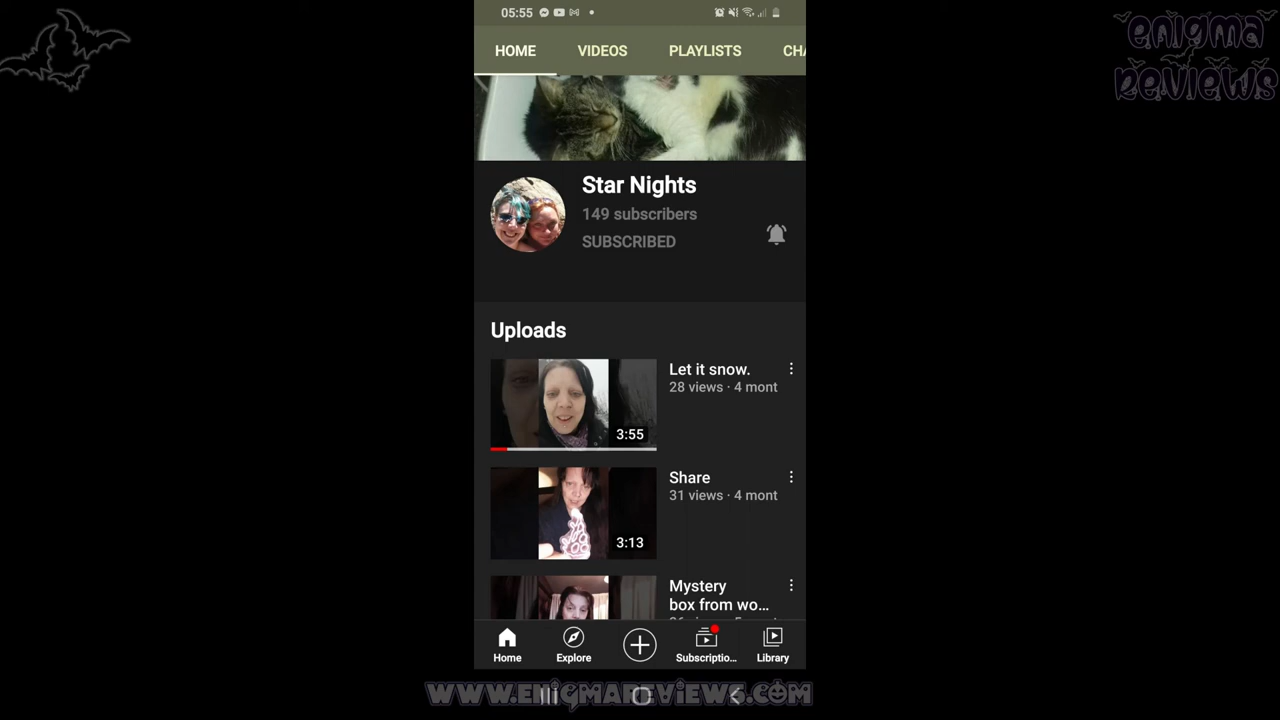 05:55
enigma
Reviews
HOME VIDEOS PLAYLISTS CHA
Star Nights
149 subscribers
SUBSCRIBED
Uploads
Let it snow.
28 views · 4 mont
3:55
Share
31 views · 4 mont
3:13
Mystery
box from wo...
Home Explore Subscriptio... Library
www.enigmareviews.com